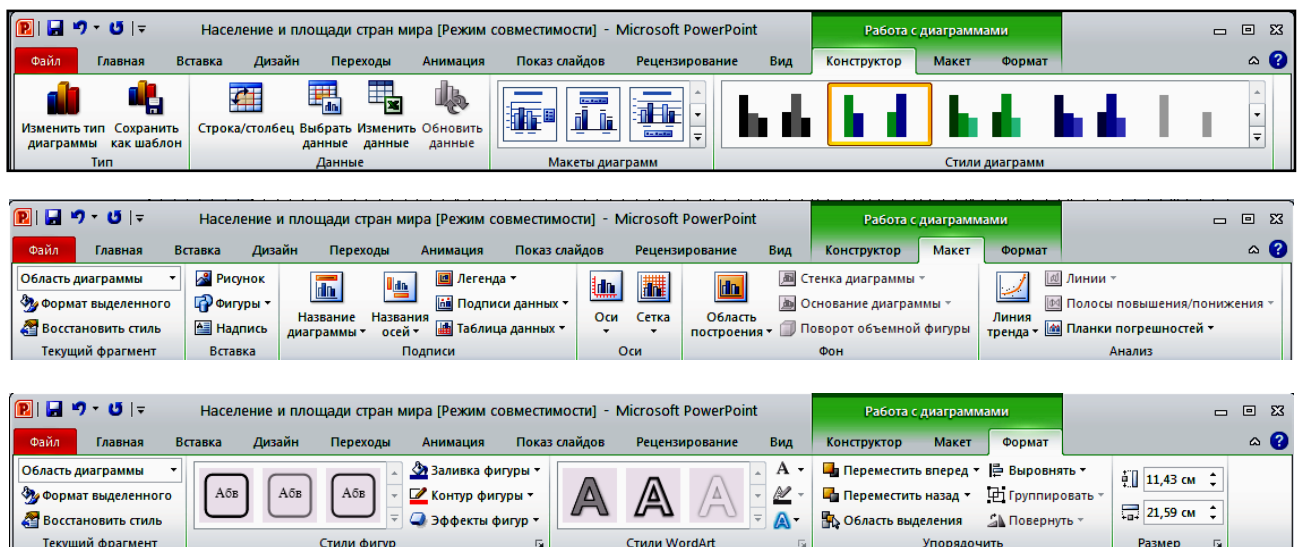 Население и площади стран мира [Режим совместимости] - Microsoft PowerPoint Работа с диаграммами
Файл Главная Вставка Дизайн Переходы Анимация Показ слайдов Рецензирование Вид Конструктор Макет Формат
Изменить тип Сохранить Строка/столбец Выбрать Изменить Обновить
диаграммы как шаблон данные данные данные
Тип Данные Макеты диаграмм Стили диаграмм
Население и площади стран мира [Режим совместимости] - Microsoft PowerPoint Работа с диаграммами
Файл Главная Вставка Дизайн Переходы Анимация Показ слайдов Рецензирование Вид Конструктор Макет Формат
Область диаграммы Рисунок Легенда Стенка диаграммы Линии
Формат выделенного Фигуры Название Названия Подписи данных Оси Сетка Область Основание диаграммы Линия Полосы повышения/понижения
Восстановить стиль Надпись диаграммы осей Таблица данных построения Поворот объемной фигуры тренда Планки погрешностей
Текущий фрагмент Вставка Подписи Оси Фон Анализ
Население и площади стран мира [Режим совместимости] - Microsoft PowerPoint Работа с диаграммами
Файл Главная Вставка Дизайн Переходы Анимация Показ слайдов Рецензирование Вид Конструктор Макет Формат
Область диаграммы Заливка фигуры А Переместить вперед Выровнять 11,43 см
Формат выделенного Абв Абв Абв Контур фигуры А А А Переместить назад Группировать
Восстановить стиль Эффекты фигур А Область выделения Повернуть 21,59 см
Текущий фрагмент Стили фигур Стили WordArt Упорядочить Размер